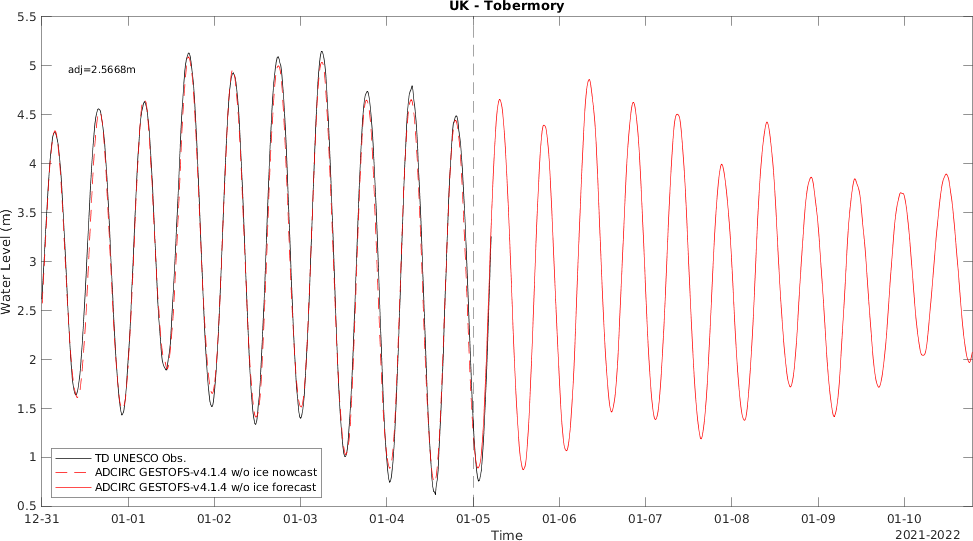 UK - Tobermory
adj=2.5668m
Water Level (m)
5.5
5
4.5
4
3.5
3
2.5
2
1.5
1
0.5
TD UNESCO Obs.
ADCIRC GESTOFS-v4.1.4 w/o ice nowcast
ADCIRC GESTOFS-v4.1.4 w/o ice forecast
12-31 01-01 01-02 01-03 01-04 01-05 01-06 01-07 01-08 01-09 01-10
Time
2021-2022